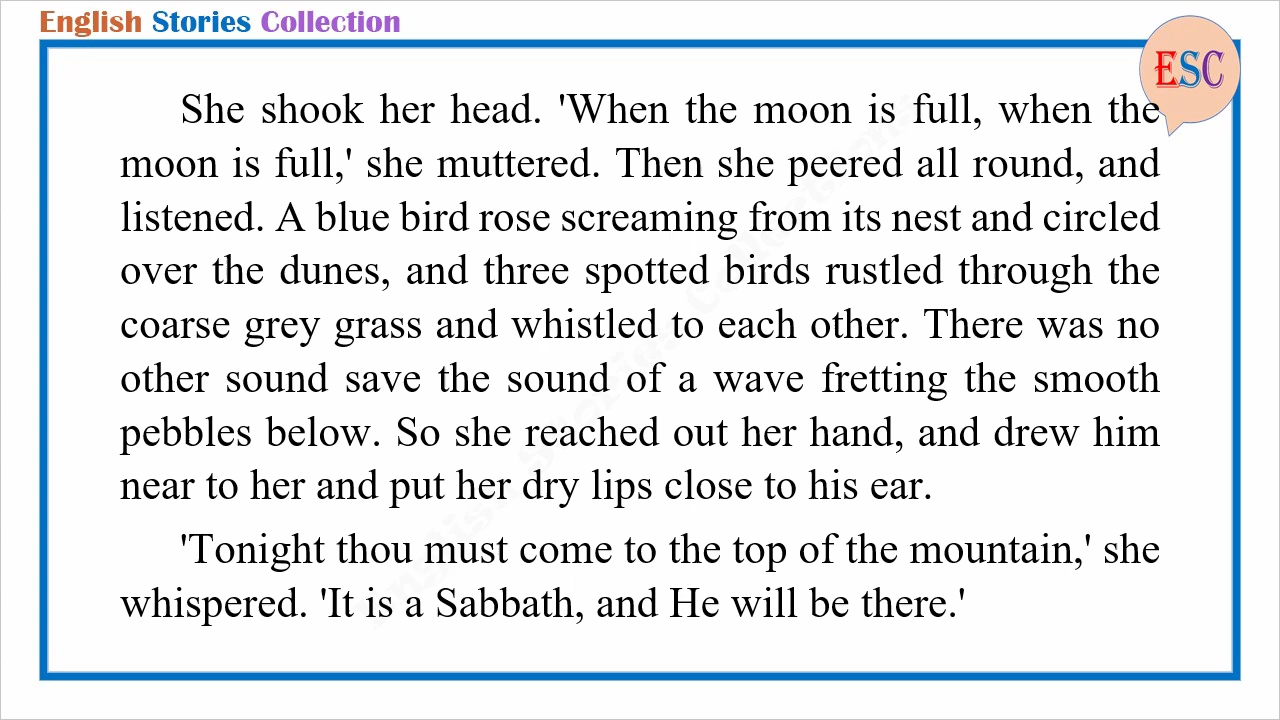 English Stories Collection
ESC
She shook her head. 'When the moon is full, when the
moon is full,' she muttered. Then she peered all round, and
listened. A blue bird rose screaming from its nest and circled
over the dunes, and three spotted birds rustled through the
coarse grey grass and whistled to each other. There was no
other sound save the sound of a wave fretting the smooth
pebbles below. So she reached out her hand, and drew him
near to her and put her dry lips close to his ear.
'Tonight thou must come to the top of the mountain,' she
whispered. 'It is a Sabbath, and He will be there.'